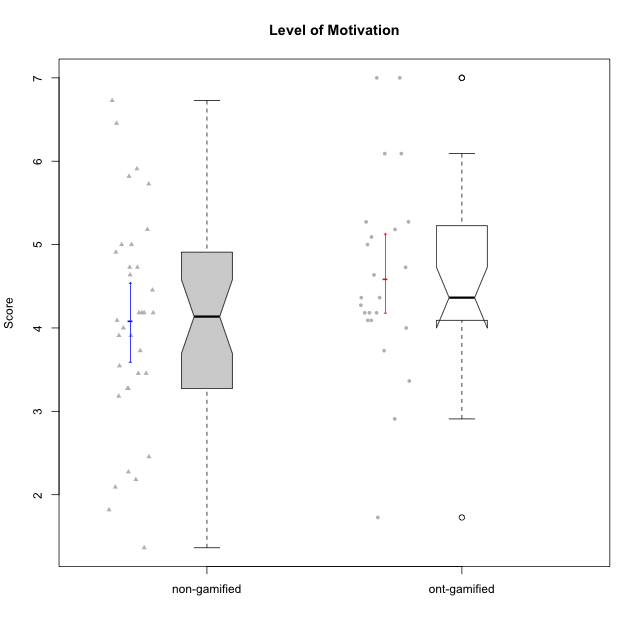 Level of Motivation
7
6
5
4
3
2
Score
non-gamified
ont-gamified